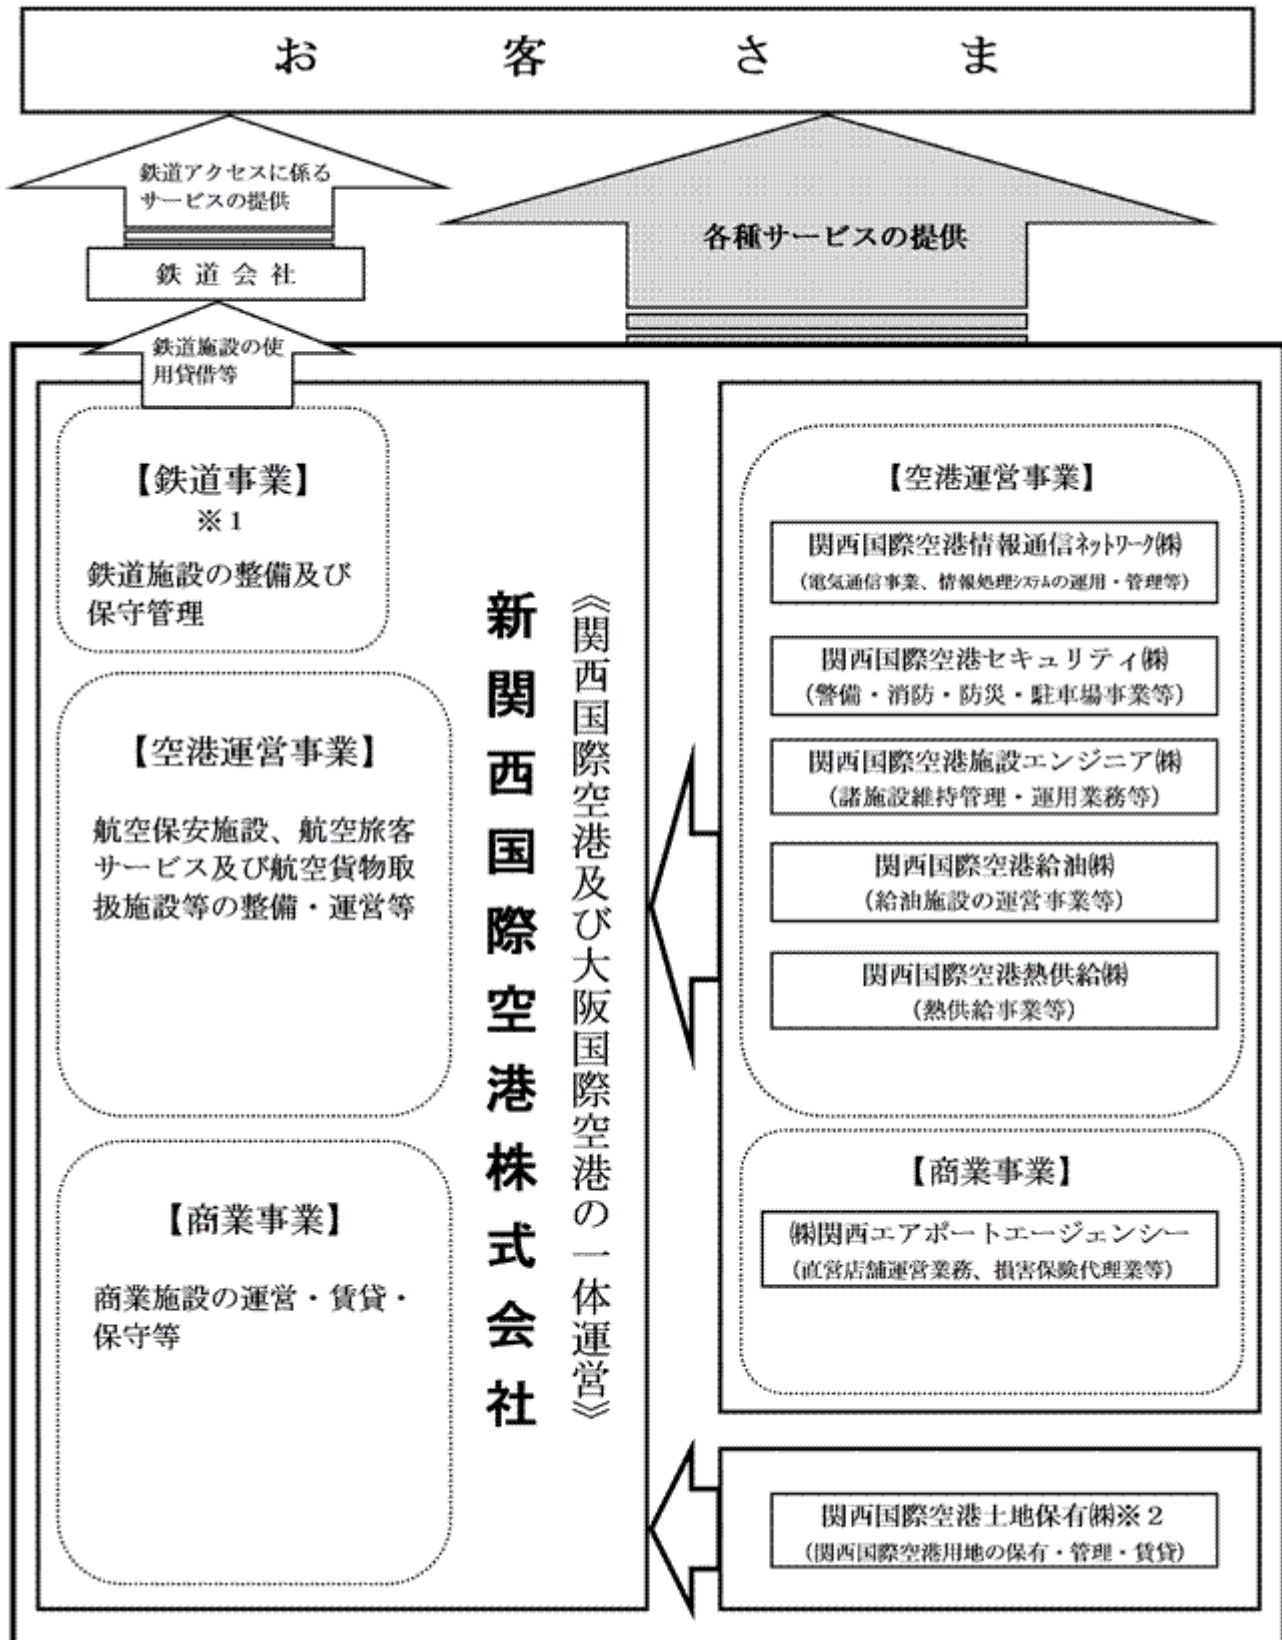 お客さま
鉄道アクセスに係る
サービスの提供
各種サービスの提供
鉄道会社
鉄道施設の使
用貸借等
【鉄道事業】
※1
鉄道施設の整備及び
保守管理
【空港運営事業】
航空保安施設、航空旅客
サービス及び航空貨物取
扱施設等の整備・運営等
【商業事業】
商業施設の運営・賃貸・
保守等
新関西国際空港株式会社
《関西国際空港及び大阪国際空港の一体運営》
【空港運営事業】
関西国際空港情報通信ﾈｯﾄﾜｰｸ㈱
(電気通信事業、情報処理ｼｽﾃﾑの運用・管理等)
関西国際空港セキュリティ㈱
(警備・消防・防災・駐車場事業等)
関西国際空港施設エンジニア㈱
(諸施設維持管理・運用業務等)
関西国際空港給油㈱
(給油施設の運営事業等)
関西国際空港熱供給㈱
(熱供給事業等)
【商業事業】
㈱関西エアポートエージェンシー
(直営店舗運営業務、損害保険代理業等)
関西国際空港土地保有㈱※2
(関西国際空港用地の保有・管理・賃貸)